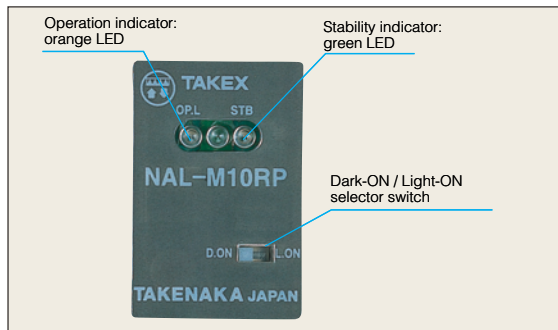 Operation indicator:
orange LED
Stability indicator:
green LED
TAKEX
OP.L STB
NAL-M10RP
Dark-ON / Light-ON
selector switch
D.ON L.ON
TAKENAKA JAPAN